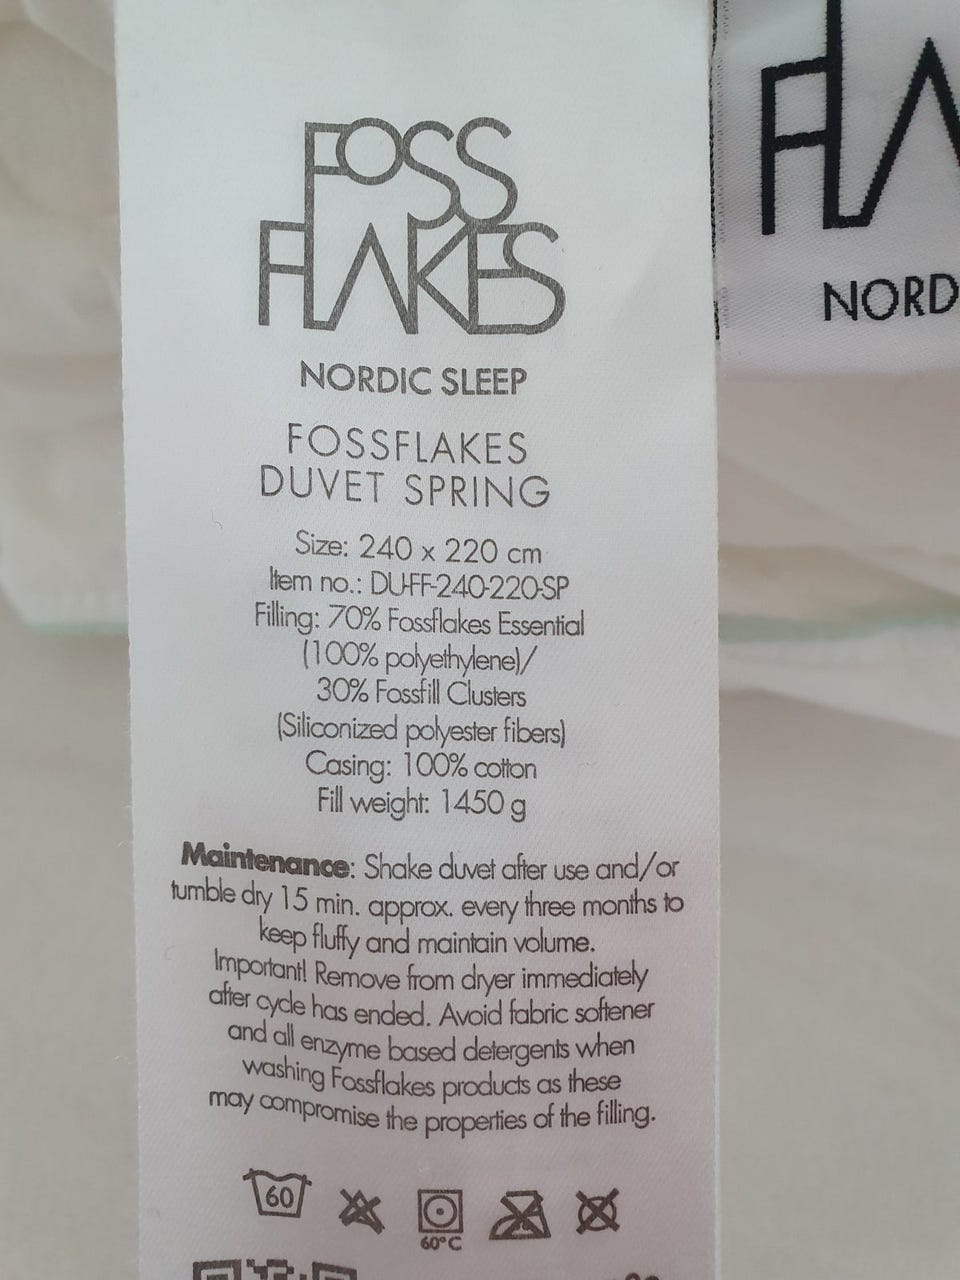 FOSS
FLAKES
NORDIC SLEEP
FOSSFLAKES
DUVET SPRING
Size: 240 x 220 cm
Item no.: DU-FF-240-220-SP
Filling: 70% Fossflakes Essential
(100% polyethylene)/
30% Fossfill Clusters
(Siliconized polyester fibers)
Casing: 100% cotton
Fill weight: 1450 g
Maintenance: Shake duvet after use and/or
tumble dry 15 min. approx. every three months to
keep fluffy and maintain volume.
Important! Remove from dryer immediately
after cycle has ended. Avoid fabric softener
and all enzyme based detergents when
washing Fossflakes products as these
may compromise the properties of the filling.
60
60°C
FLA
NORD